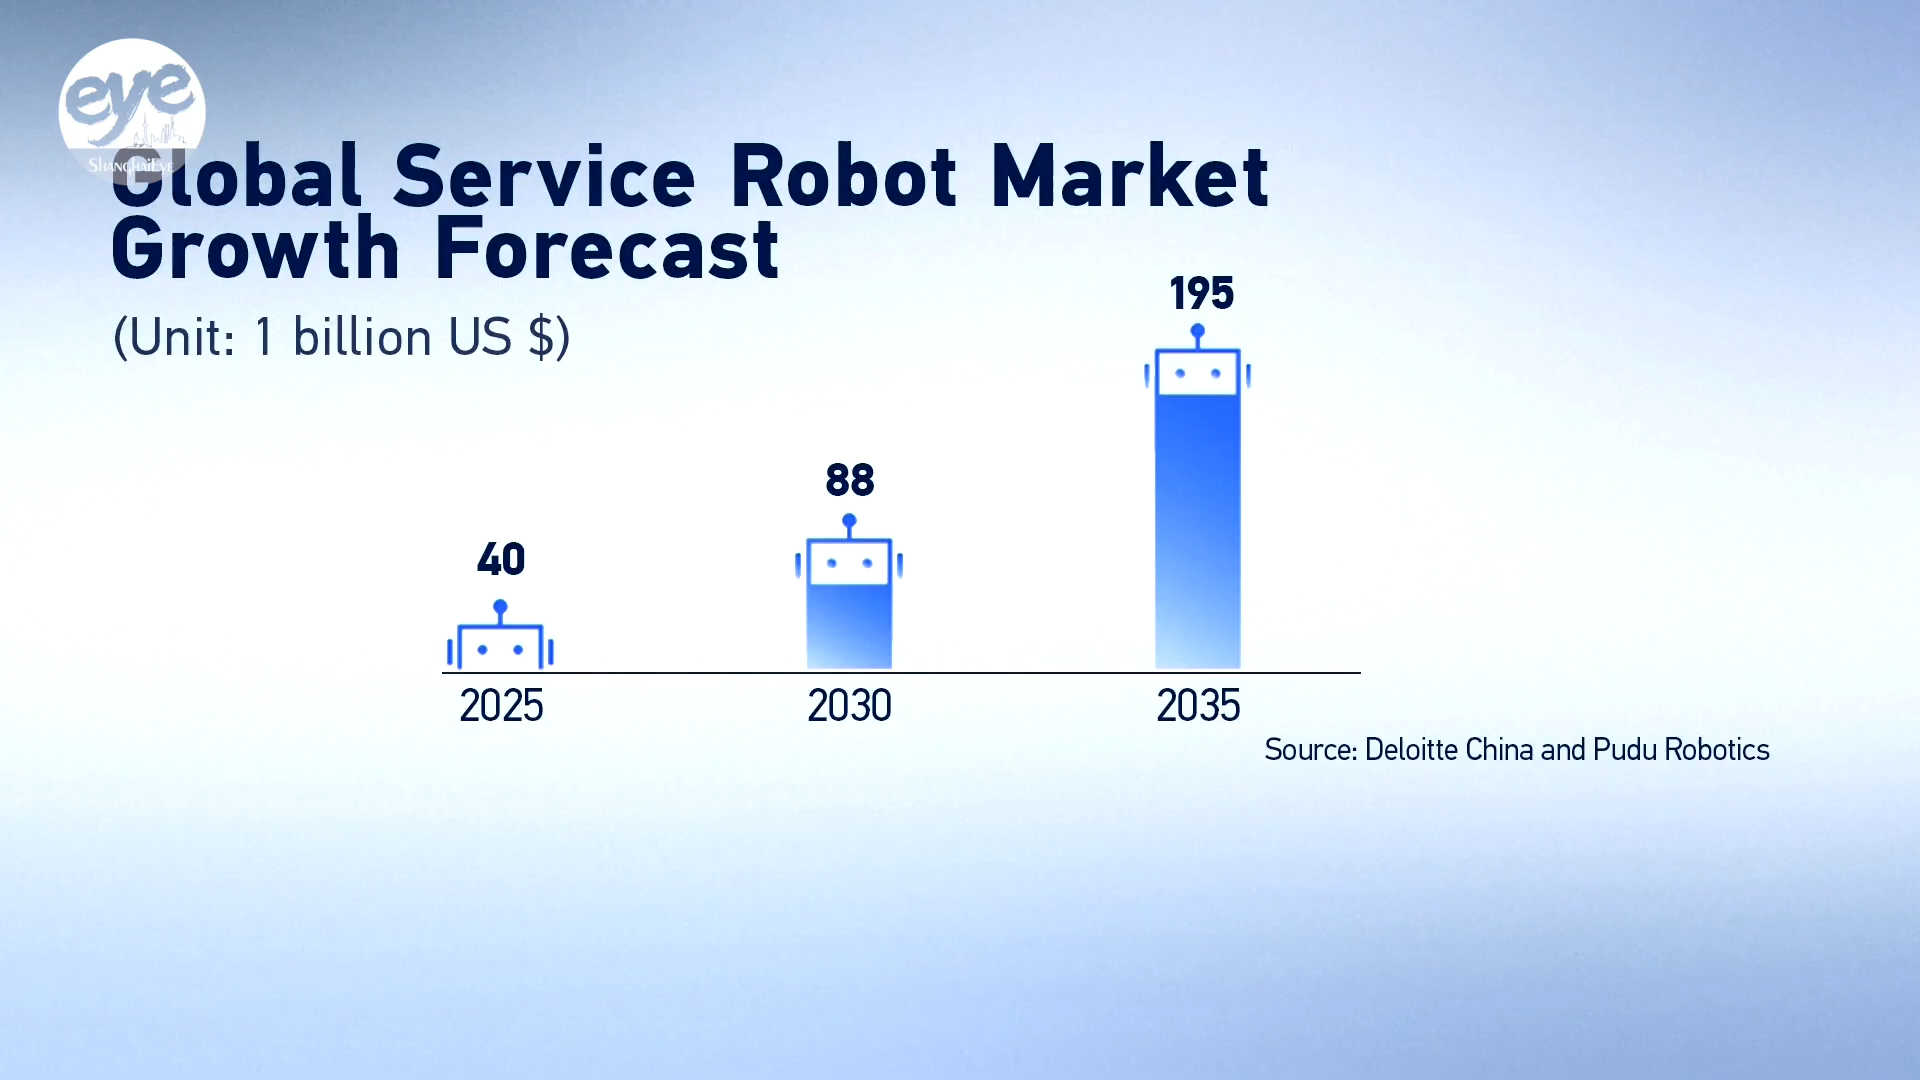 eye
ShanghaiEye
Global Service Robot Market
Growth Forecast
(Unit: 1 billion US $)
195
88
40
2025 2030 2035
Source: Deloitte China and Pudu Robotics